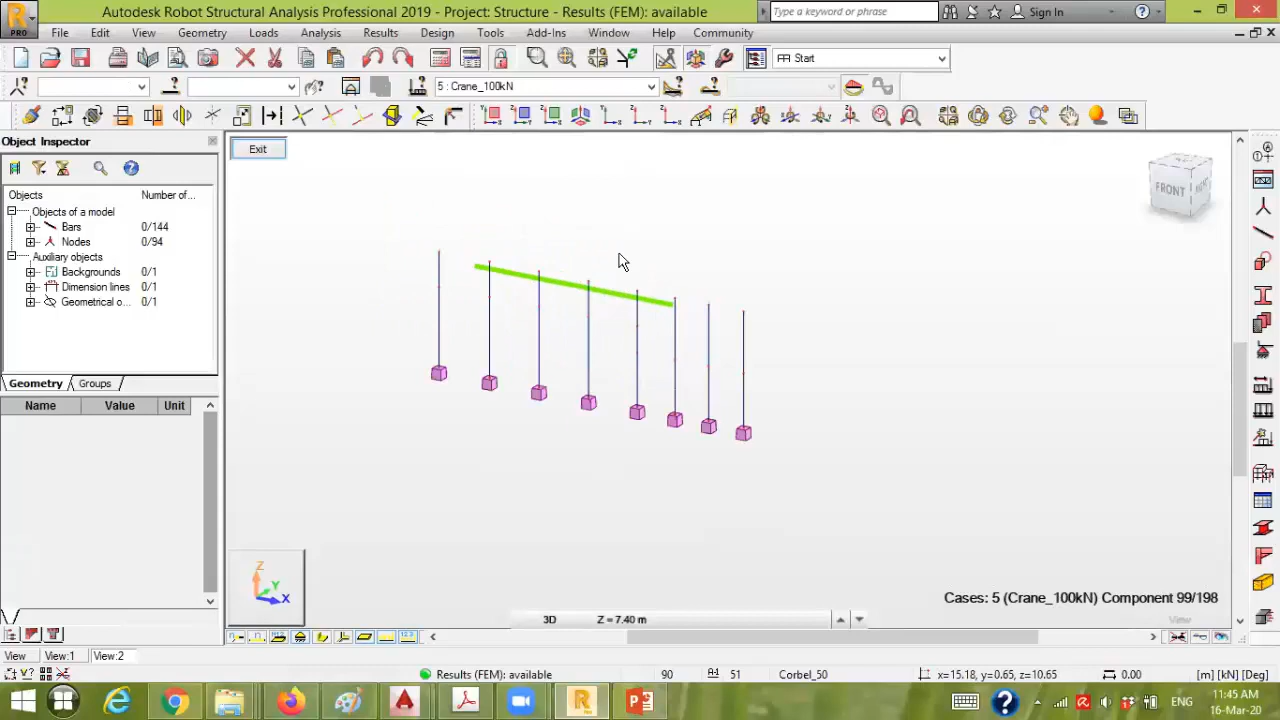 PRO
Autodesk Robot Structural Analysis Professional 2019 - Project: Structure - Results (FEM): available
Type a keyword or phrase
Sign In
File Edit View Geometry Loads Analysis Results Design Tools Add-Ins Window Help Community
Start
5 : Crane_100kN
Object Inspector
Exit
Objects Number of...
Objects of a model
Bars 0/144
Nodes 0/94
Auxiliary objects
Backgrounds 0/1
Dimension lines 0/1
Geometrical o... 0/1
Geometry Groups
Name Value Unit
FRONT RIGHT
Z
Y
X
Cases: 5 (Crane_100kN) Component 99/198
3D Z = 7.40 m
View
View View:1 View:2
Results (FEM): available 90 51 Corbel_50 x=15.18, y=0.65, z=10.65 0.00 [m] [kN] [Deg]
ENG
11:45 AM
16-Mar-20